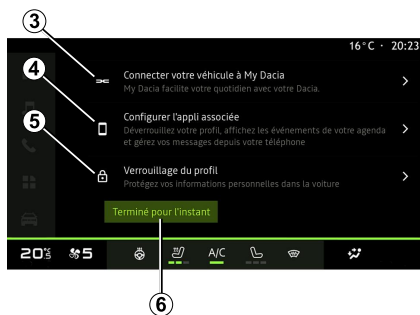 3
16°C · 20:23
4
Connecter votre véhicule à My Dacia
My Dacia facilite votre quotidien avec votre Dacia.
5
Configurer l'appli associée
Déverrouillez votre profil, affichez les événements de votre agenda
et gérez vos messages depuis votre téléphone
Verrouillage du profil
Protégez vos informations personnelles dans la voiture
Terminé pour l'instant
20°5 5 A/C
6